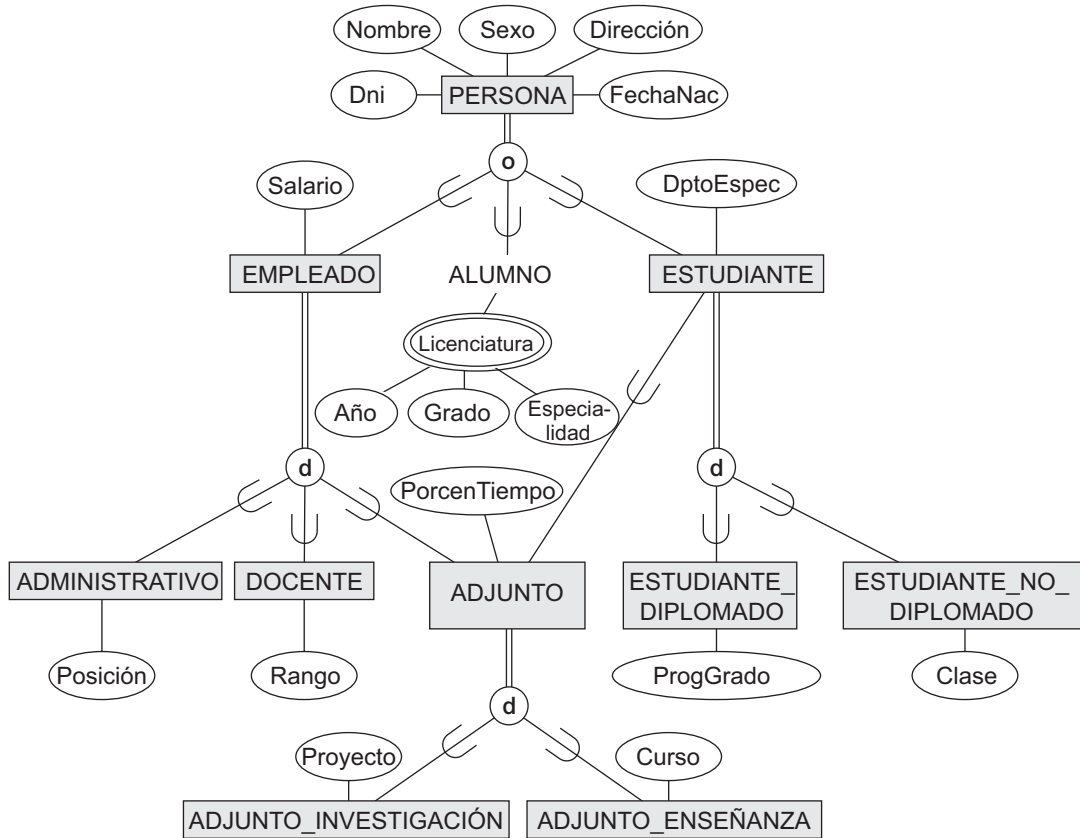 Nombre
Sexo
Dirección
Dni
PERSONA
FechaNac
o
Salario
DptoEspec
EMPLEADO
ALUMNO
ESTUDIANTE
Licenciatura
Año
Grado
Especia-
lidad
d
d
PorcenTiempo
ADMINISTRATIVO
DOCENTE
ADJUNTO
ESTUDIANTE_
DIPLOMADO
ESTUDIANTE_NO_
DIPLOMADO
Posición
Rango
ProgGrado
Clase
d
Proyecto
Curso
ADJUNTO_INVESTIGACIÓN
ADJUNTO_ENSEÑANZA